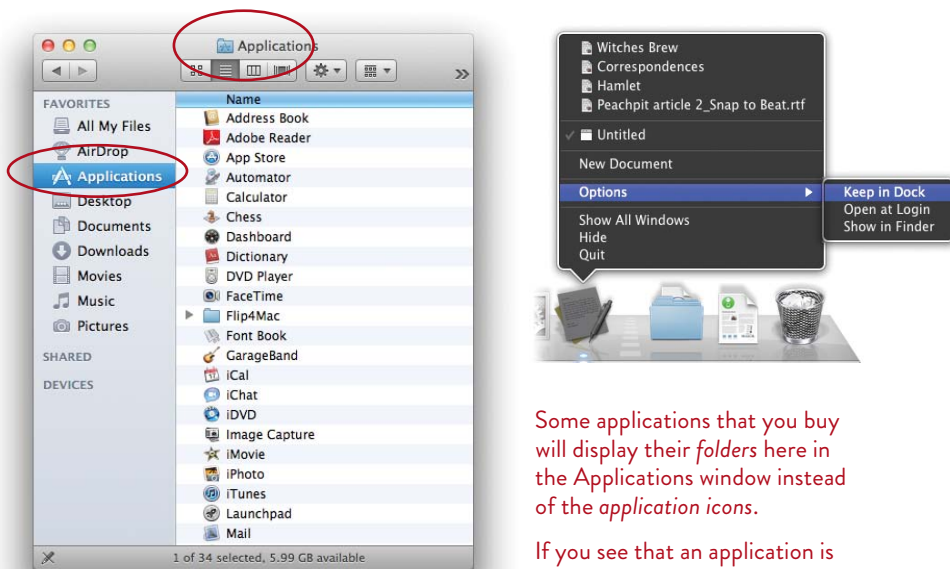 Applications
FAVORITES
All My Files
AirDrop
Applications
Desktop
Documents
Downloads
Movies
Music
Pictures
SHARED
DEVICES
Name
Address Book
Adobe Reader
App Store
Automator
Calculator
Chess
Dashboard
Dictionary
DVD Player
FaceTime
Flip4Mac
Font Book
GarageBand
iCal
iChat
iDVD
Image Capture
iMovie
iPhoto
iTunes
Launchpad
Mail
1 of 34 selected, 5.99 GB available
Witches Brew
Correspondences
Hamlet
Peachpit article 2_Snap to Beat.rtf
Untitled
New Document
Options
Keep in Dock
Open at Login
Show in Finder
Show All Windows
Hide
Quit
Some applications that you buy
will display their folders here in
the Applications window instead
of the application icons.
If you see that an application is